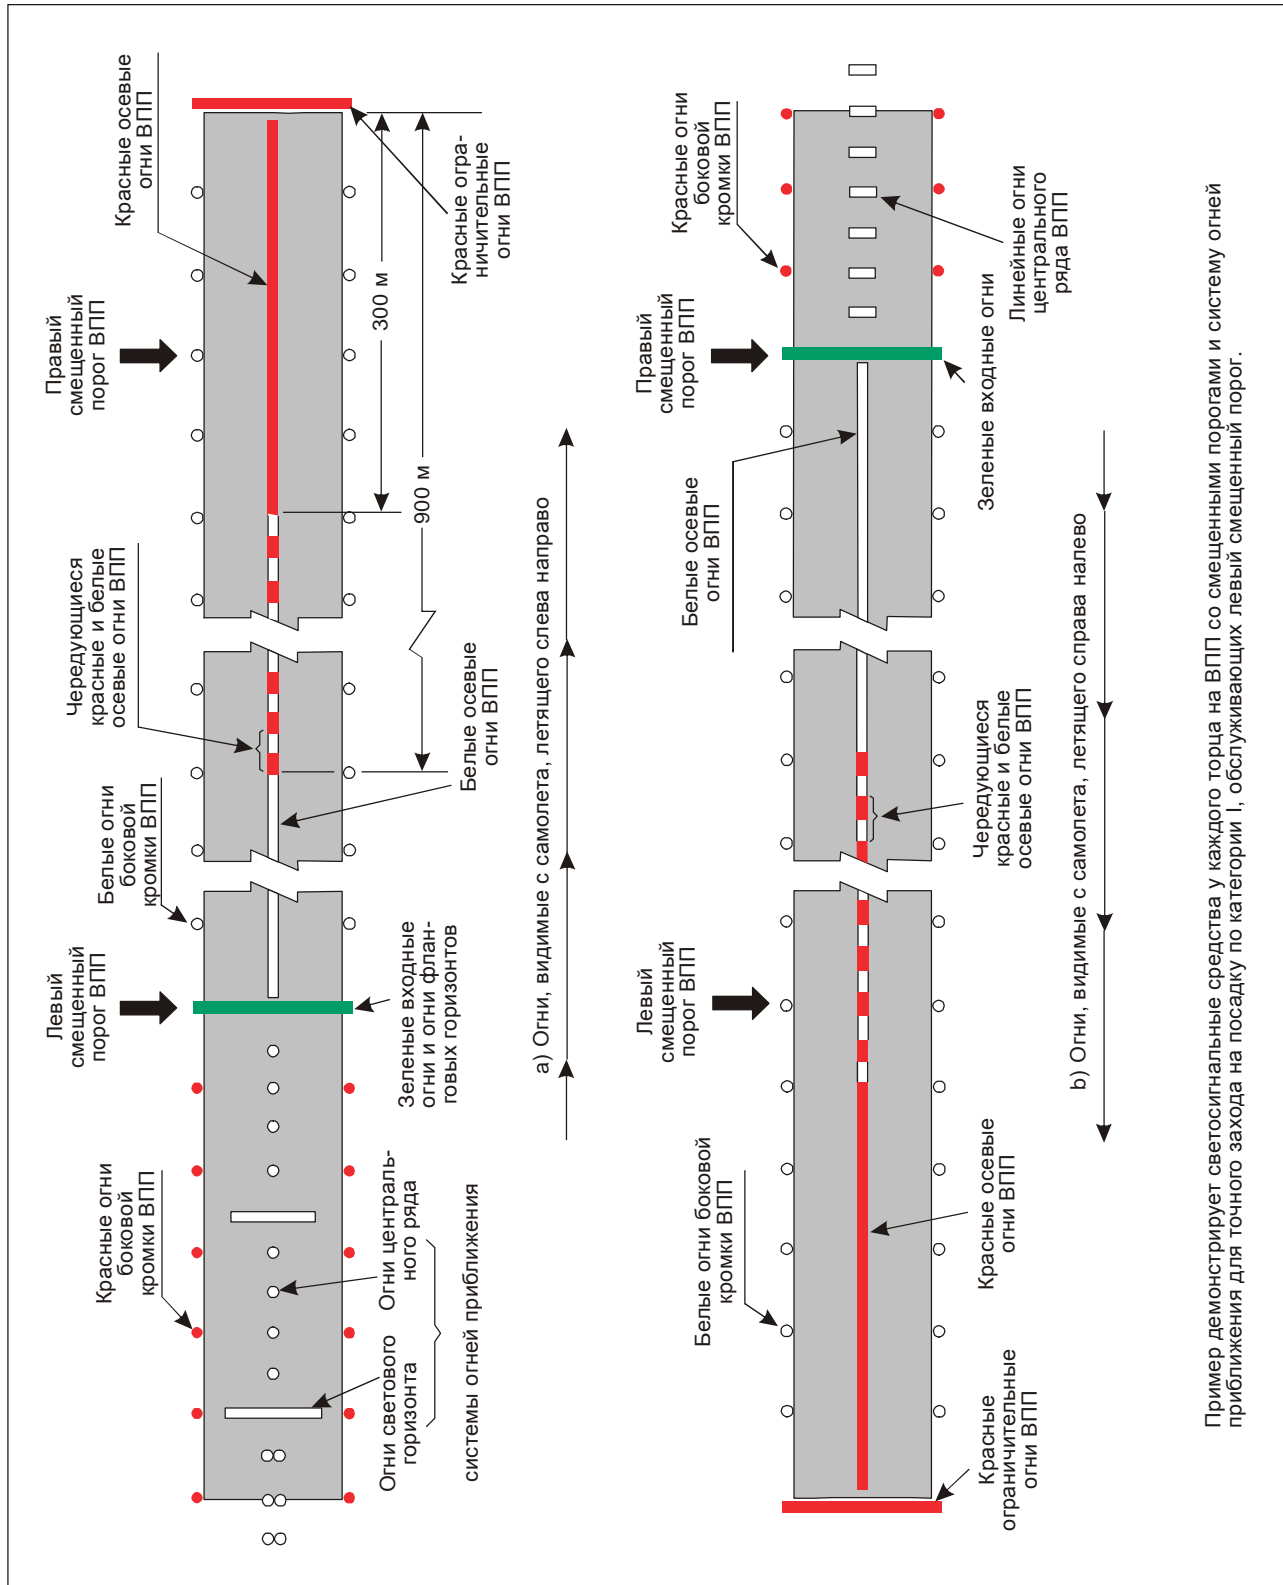 Левый
смещенный
порог ВПП
Правый
смещенный
порог ВПП
Красные огни
боковой
кромки ВПП
Белые огни
боковой
кромки ВПП
Чередующиеся
красные и белые
осевые огни ВПП
Красные осевые
огни ВПП
Огни светового
горизонта
Огни централь-
ного ряда
системы огней приближения
Зеленые входные
огни и огни флан-
говых горизонтов
Белые осевые
огни ВПП
900 м
300 м
Красные огра-
ничительные
огни ВПП
а) Огни, видимые с самолета, летящего слева направо
Левый
смещенный
порог ВПП
Правый
смещенный
порог ВПП
Белые огни боковой
кромки ВПП
Белые осевые
огни ВПП
Красные огни
боковой
кромки ВПП
Красные
ограничительные
огни ВПП
Красные осевые
огни ВПП
Чередующиеся
красные и белые
осевые огни ВПП
Зеленые входные огни
Линейные огни
центрального
ряда ВПП
b) Огни, видимые с самолета, летящего справа налево
Пример демонстрирует светосигнальные средства у каждого торца на ВПП со смещенными порогами и систему огней
приближения для точного захода на посадку по категории I, обслуживающих левый смещенный порог.